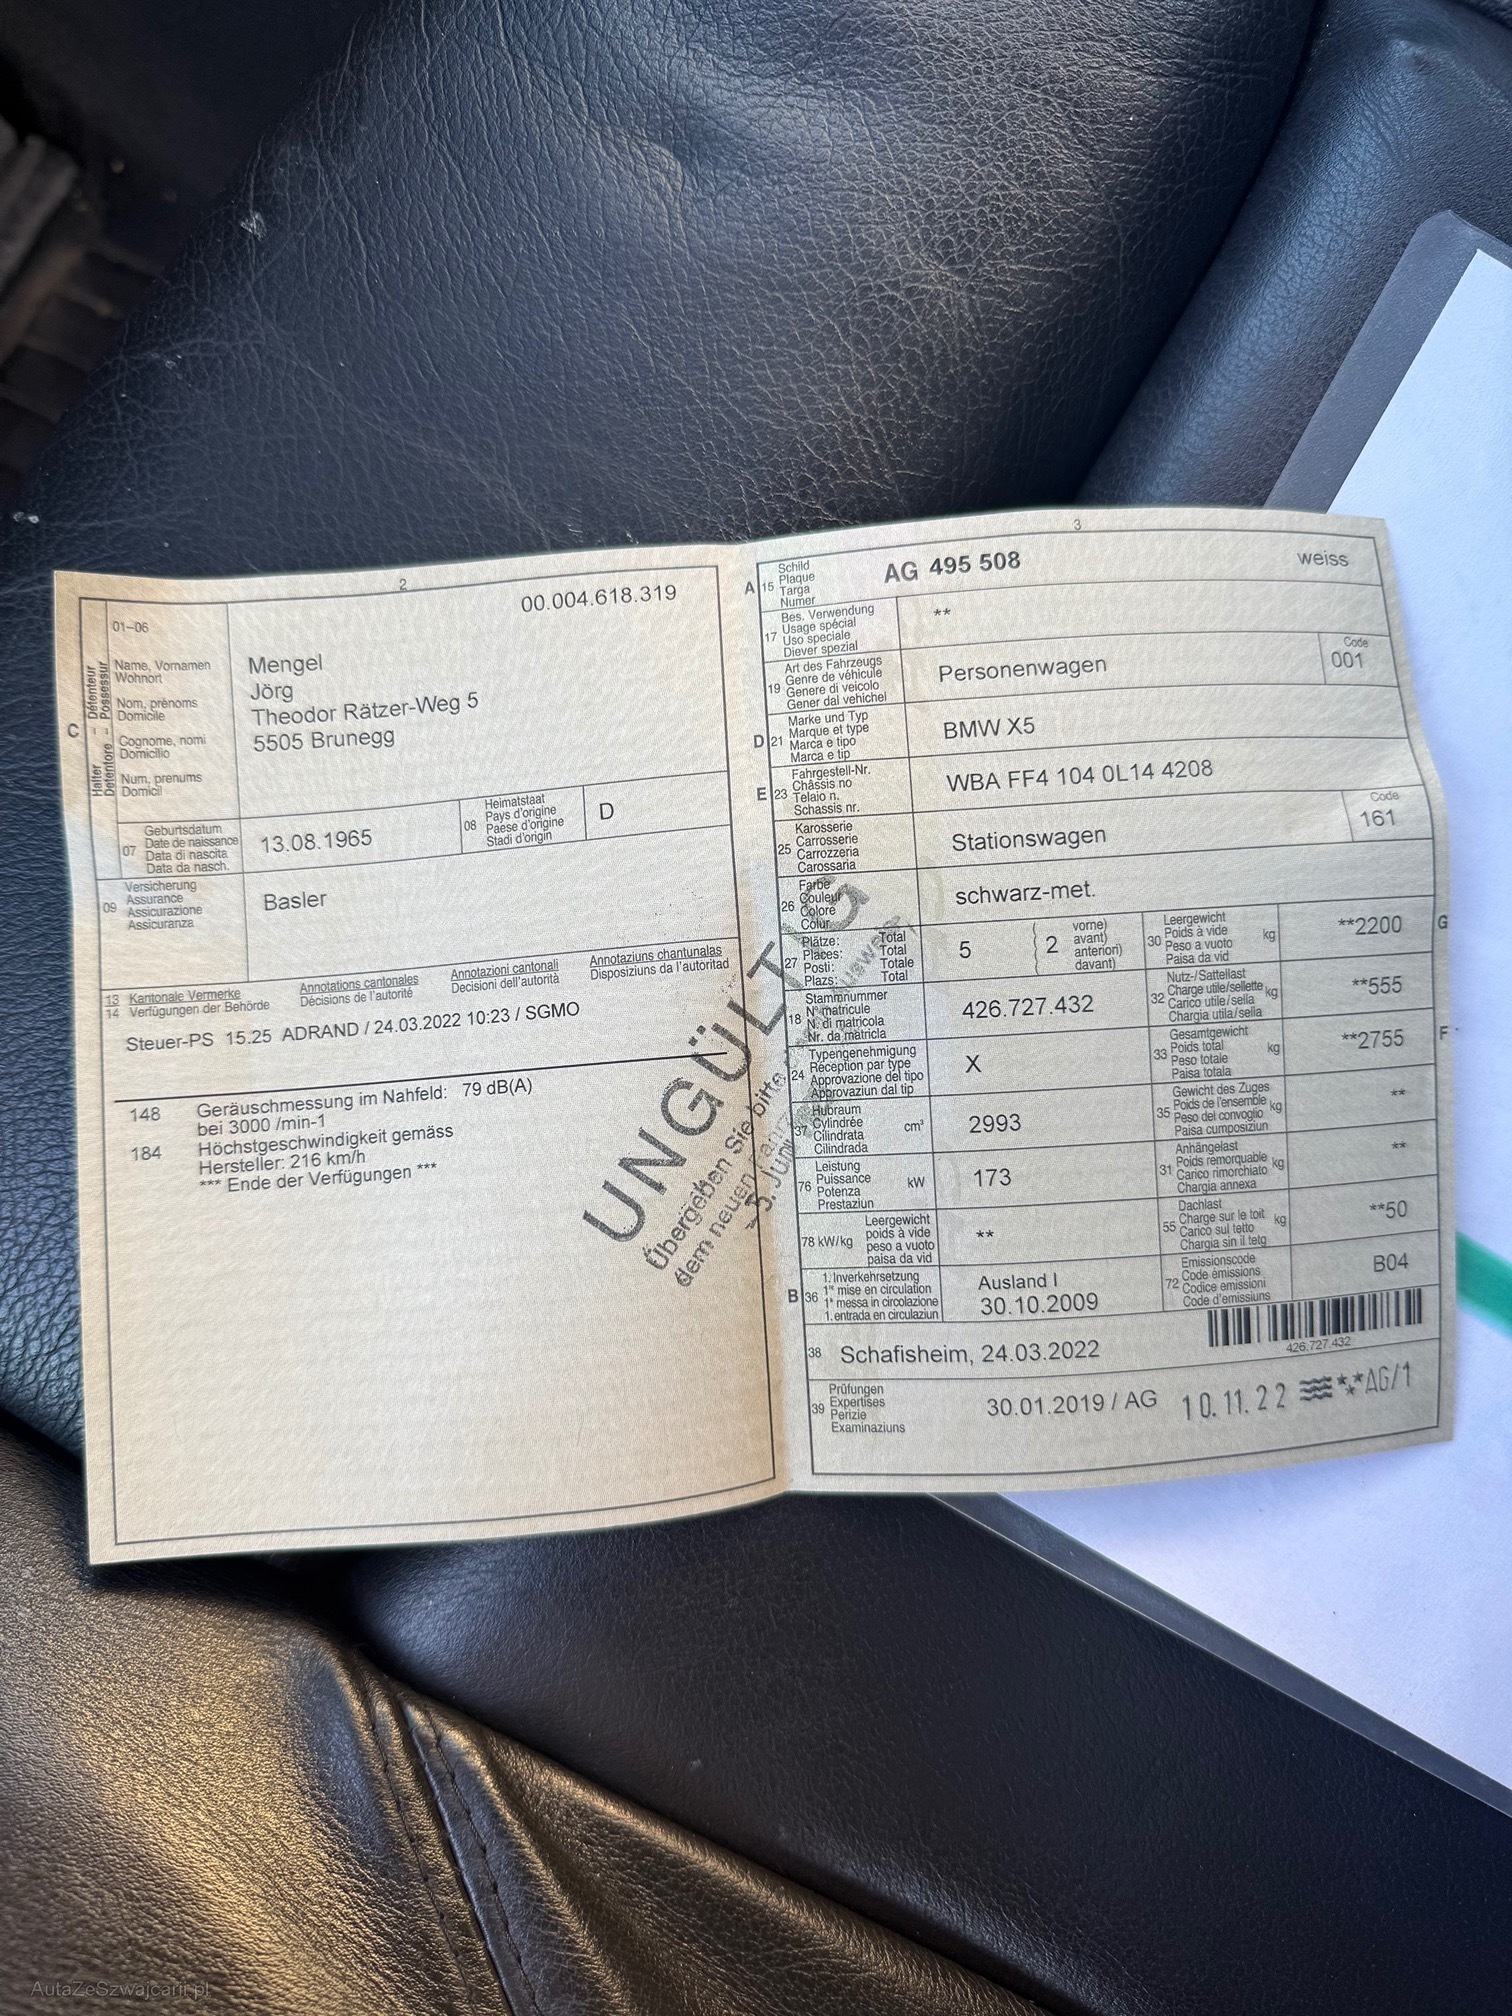 2
00.004.618.319
01–06
Halter – Détenteur
Detentore – Possessur
C
Name, Vornamen
Wohnort
Nom, prénoms
Domicile
Cognome, nomi
Domicilio
Num, prenums
Domicil
Mengel
Jörg
Theodor Rätzer-Weg 5
5505 Brunegg
07 Geburtsdatum
Date de naissance
Data di nascita
Data da nasch.
13.08.1965
08 Heimatstaat
Pays d'origine
Paese d'origine
Stadi d'origin
D
09 Versicherung
Assurance
Assicurazione
Assicuranza
Basler
13 Kantonale Vermerke Annotations cantonales Annotazioni cantonali Annotaziuns chantunalas
14 Verfügungen der Behörde Décisions de l'autorité Decisioni dell'autorità Disposiziuns da l'autoritad
Steuer-PS 15.25 ADRAND / 24.03.2022 10:23 / SGMO
148 Geräuschmessung im Nahfeld: 79 dB(A)
bei 3000 /min-1
184 Höchstgeschwindigkeit gemäss
Hersteller: 216 km/h
*** Ende der Verfügungen ***
UNGÜLTIG
Übergeben Sie bitte
dem neuen
3
A 15 Schild
Plaque
Targa
Numer
AG 495 508 weiss
17 Bes. Verwendung
Usage spécial
Uso speciale
Diever spezial
**
19 Art des Fahrzeugs
Genre de véhicule
Genere di veicolo
Gener dal vehichel
Personenwagen
Code
001
D 21 Marke und Typ
Marque et type
Marca e tipo
Marca e tip
BMW X5
E 23 Fahrgestell-Nr.
Châssis no
Telaio n.
Schassis nr.
WBA FF4 104 0L14 4208
25 Karosserie
Carrosserie
Carrozzeria
Carossaria
Stationswagen
Code
161
26 Farbe
Couleur
Colore
Colur
schwarz-met.
27 Plätze: Total
Places: Total
Posti: Totale
Plazs: Total
5
2
vorne)
avant)
anteriori)
davant)
30 Leergewicht
Poids à vide
Peso a vuoto
Paisa da vid
kg
**2200
G
18 Stammnummer
N° matricule
N. di matricola
Nr. da matricla
426.727.432
32 Nutz-/Sattellast
Charge utile/sellette
Carico utile/sella
Chargia utila/sella
kg
**555
24 Typengenehmigung
Réception par type
Approvazione del tipo
Approvaziun dal tip
X
33 Gesamtgewicht
Poids total
Peso totale
Paisa totala
kg
**2755
F
37 Hubraum
Cylindrée
Cilindrata
Cilindrada
cm³
2993
35 Gewicht des Zuges
Poids de l'ensemble
Peso del convoglio
Paisa cumposiziun
kg
**
76 Leistung
Puissance
Potenza
Prestaziun
kW
173
31 Anhängelast
Poids remorquable
Carico rimorchiato
Chargia annexa
kg
**
78 kW/kg
Leergewicht
poids à vide
peso a vuoto
paisa da vid
**
55 Dachlast
Charge sur le toit
Carico sul tetto
Chargia sin il tetg
kg
**50
B 36 1. Inverkehrsetzung
1re mise en circulation
1a messa in circolazione
1. entrada en circulaziun
Ausland I
30.10.2009
72 Emissionscode
Code émissions
Codice emissioni
Code d'emissiuns
B04
426.727.432
38 Schafisheim, 24.03.2022
39 Prüfungen
Expertises
Perizie
Examinaziuns
30.01.2019 / AG 10.11.22 AG/1
AutaZeSzwajcarii.pl